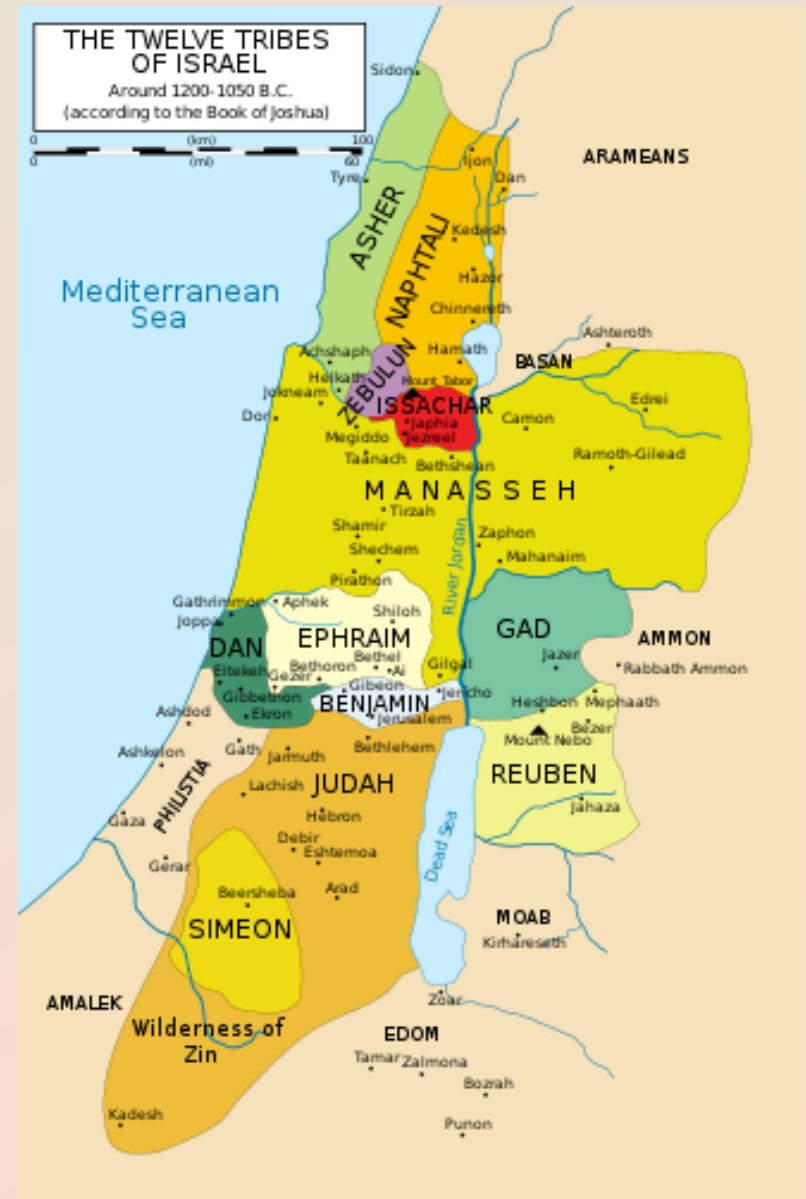 THE TWELVE TRIBES
OF ISRAEL
Around 1200-1050 B.C.
(according to the Book of Joshua)
0 (km) 100
0 (mi) 60
Sidon
Tyre
Ijon
Dan
ARAMEANS
ASHER
NAPHTALI
Kedesh
Hazor
Chinnereth
Mediterranean
Sea
Achshaph
Hamath
Ashteroth
BASAN
ZEBULUN
Helkath
Mount Tabor
Jokneam
ISSACHAR
Edrei
Dor
Japhia
Camon
Megiddo
Jezreel
Taanach
Bethshean
Ramoth-Gilead
MANASSEH
Tirzah
Shamir
Zaphon
Shechem
Mahanaim
River Jordan
Pirathon
Gathrimmon
Aphek
Joppa
Shiloh
DAN
EPHRAIM
GAD
AMMON
Eltekeh
Bethoron
Bethel
Ai
Gilgal
Jazer
Rabbath Ammon
Gezer
Gibeon
Gibbethon
BENJAMIN
Jericho
Heshbon
Mephaath
Ashdod
Ekron
Jerusalem
Bezer
Ashkelon
Gath
Jarmuth
Bethlehem
Mount Nebo
PHILISTIA
Lachish
JUDAH
REUBEN
Gaza
Hebron
Jahaza
Debir
Dead Sea
Gerar
Eshtemoa
Beersheba
Arad
SIMEON
MOAB
Kirhareseth
AMALEK
Zoar
Wilderness of
Zin
EDOM
Tamar
Zalmona
Bozrah
Kadesh
Punon